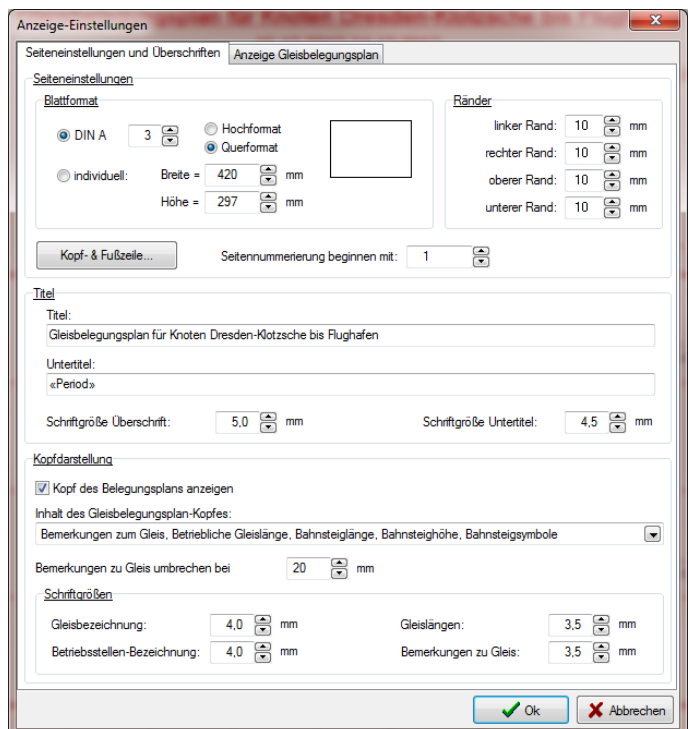 Anzeige-Einstellungen
Seiteneinstellungen und Überschriften Anzeige Gleisbelegungsplan
Seiteneinstellungen
Blattformat
DIN A 3 Hochformat
Querformat
individuell: Breite = 420 mm
Höhe = 297 mm
Ränder
linker Rand: 10 mm
rechter Rand: 10 mm
oberer Rand: 10 mm
unterer Rand: 10 mm
Kopf- & Fußzeile... Seitennummerierung beginnen mit: 1
Titel
Titel:
Gleisbelegungsplan für Knoten Dresden-Klotzsche bis Flughafen
Untertitel:
«Period»
Schriftgröße Überschrift: 5,0 mm Schriftgröße Untertitel: 4,5 mm
Kopfdarstellung
Kopf des Belegungsplans anzeigen
Inhalt des Gleisbelegungsplan-Kopfes:
Bemerkungen zum Gleis, Betriebliche Gleislänge, Bahnsteiglänge, Bahnsteighöhe, Bahnsteigsymbole
Bemerkungen zu Gleis umbrechen bei 20 mm
Schriftgrößen
Gleisbezeichnung: 4,0 mm Gleislängen: 3,5 mm
Betriebsstellen-Bezeichnung: 4,0 mm Bemerkungen zu Gleis: 3,5 mm
Ok Abbrechen